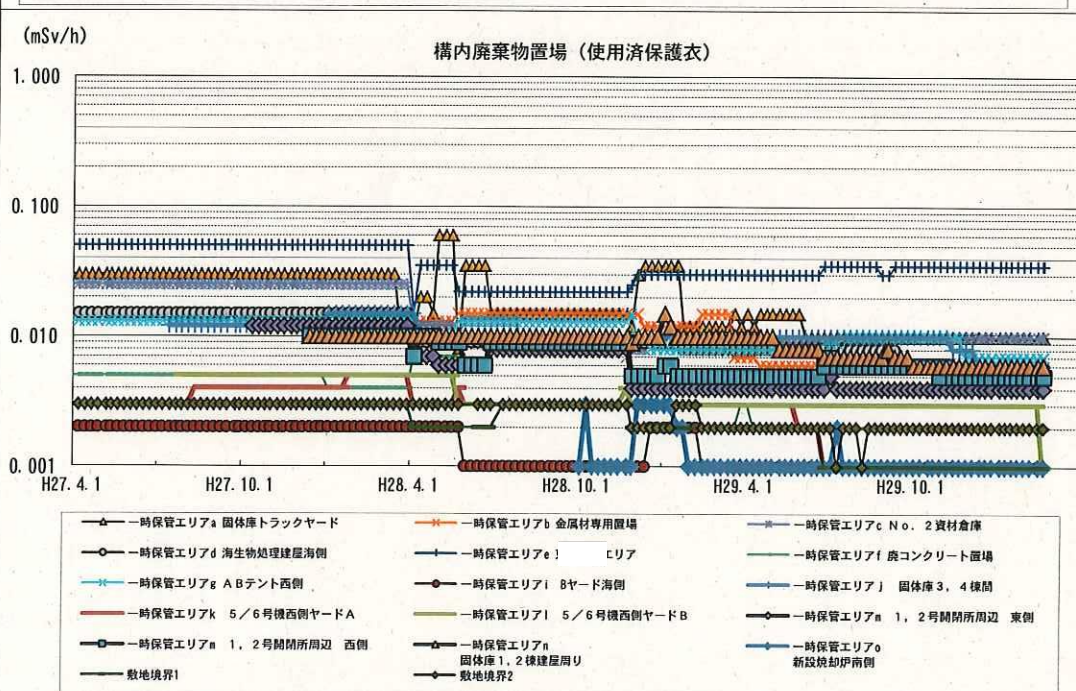 (mSv/h)
構内廃棄物置場(使用済保護衣)
1.000
0.100
0.010
0.001
H27.4.1 H27.10.1 H28.4.1 H28.10.1 H29.4.1 H29.10.1
一時保管エリアa 固体庫トラックヤード
一時保管エリアb 金属材専用置場
一時保管エリアc No.2資材倉庫
一時保管エリアd 海生物処理建屋海側
一時保管エリアe エリア
一時保管エリアf 廃コンクリート置場
一時保管エリアg ABテント西側
一時保管エリアi Bヤード海側
一時保管エリアj 固体庫3,4棟間
一時保管エリアk 5/6号機西側ヤードA
一時保管エリアl 5/6号機西側ヤードB
一時保管エリアm 1,2号開閉所周辺 東側
一時保管エリアm 1,2号開閉所周辺 西側
一時保管エリアn
固体庫1,2棟建屋周り
一時保管エリアo
新設焼却炉南側
敷地境界1
敷地境界2